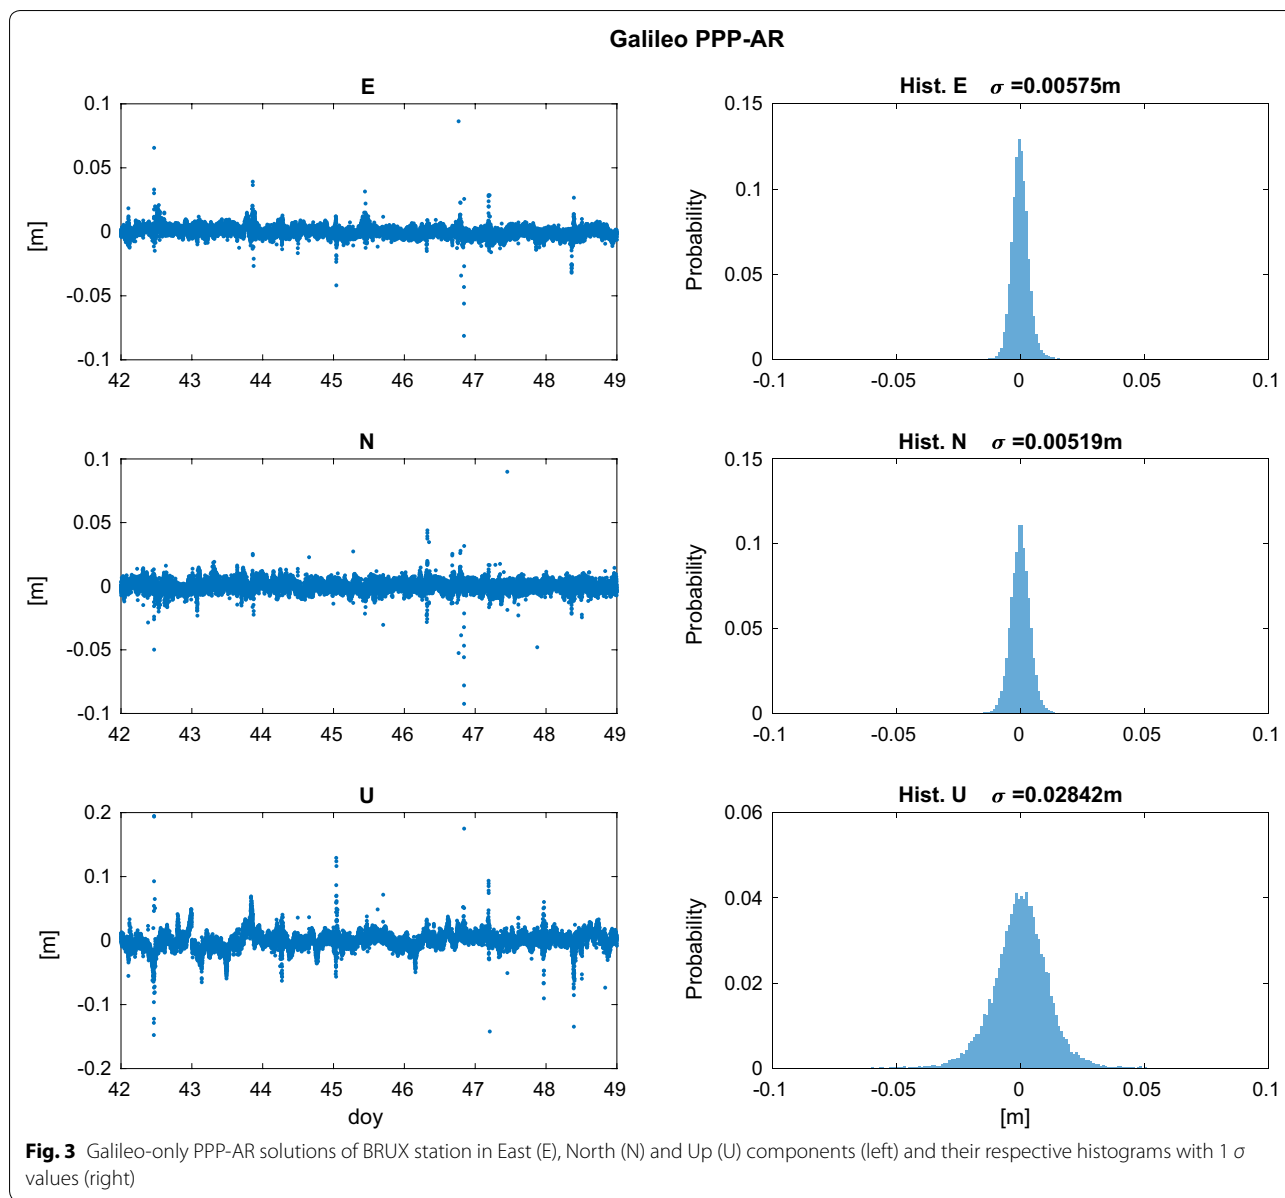 Galileo PPP-AR
E
0.1
0.05
0
-0.05
-0.1
[m]
42 43 44 45 46 47 48 49
Hist. E σ =0.00575m
0.15
0.1
0.05
0
Probability
-0.1 -0.05 0 0.05 0.1
N
0.1
0.05
0
-0.05
-0.1
[m]
42 43 44 45 46 47 48 49
Hist. N σ =0.00519m
0.15
0.1
0.05
0
Probability
-0.1 -0.05 0 0.05 0.1
U
0.2
0.1
0
-0.1
-0.2
[m]
42 43 44 45 46 47 48 49
doy
Hist. U σ =0.02842m
0.06
0.04
0.02
0
Probability
-0.1 -0.05 0 0.05 0.1
[m]
Fig. 3 Galileo-only PPP-AR solutions of BRUX station in East (E), North (N) and Up (U) components (left) and their respective histograms with 1 σ
values (right)